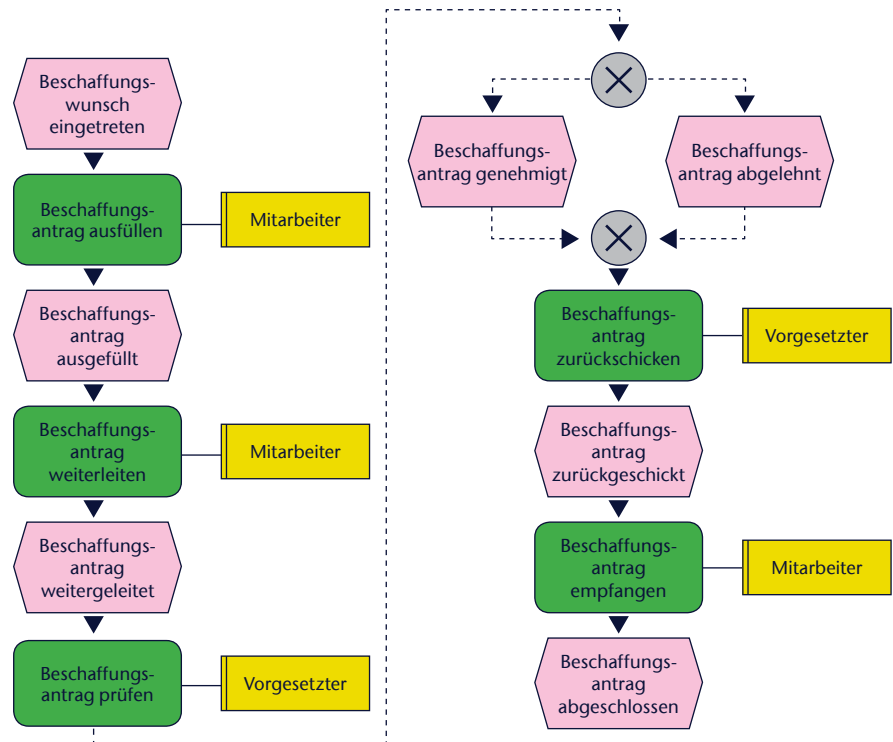 Beschaffungs-
wunsch
eingetreten
Beschaffungs-
antrag ausfüllen
Mitarbeiter
Beschaffungs-
antrag
ausgefüllt
Beschaffungs-
antrag
weiterleiten
Mitarbeiter
Beschaffungs-
antrag
weitergeleitet
Beschaffungs-
antrag prüfen
Vorgesetzter
Beschaffungs-
antrag genehmigt
Beschaffungs-
antrag abgelehnt
Beschaffungs-
antrag
zurückschicken
Vorgesetzter
Beschaffungs-
antrag
zurückgeschickt
Beschaffungs-
antrag
empfangen
Mitarbeiter
Beschaffungs-
antrag
abgeschlossen